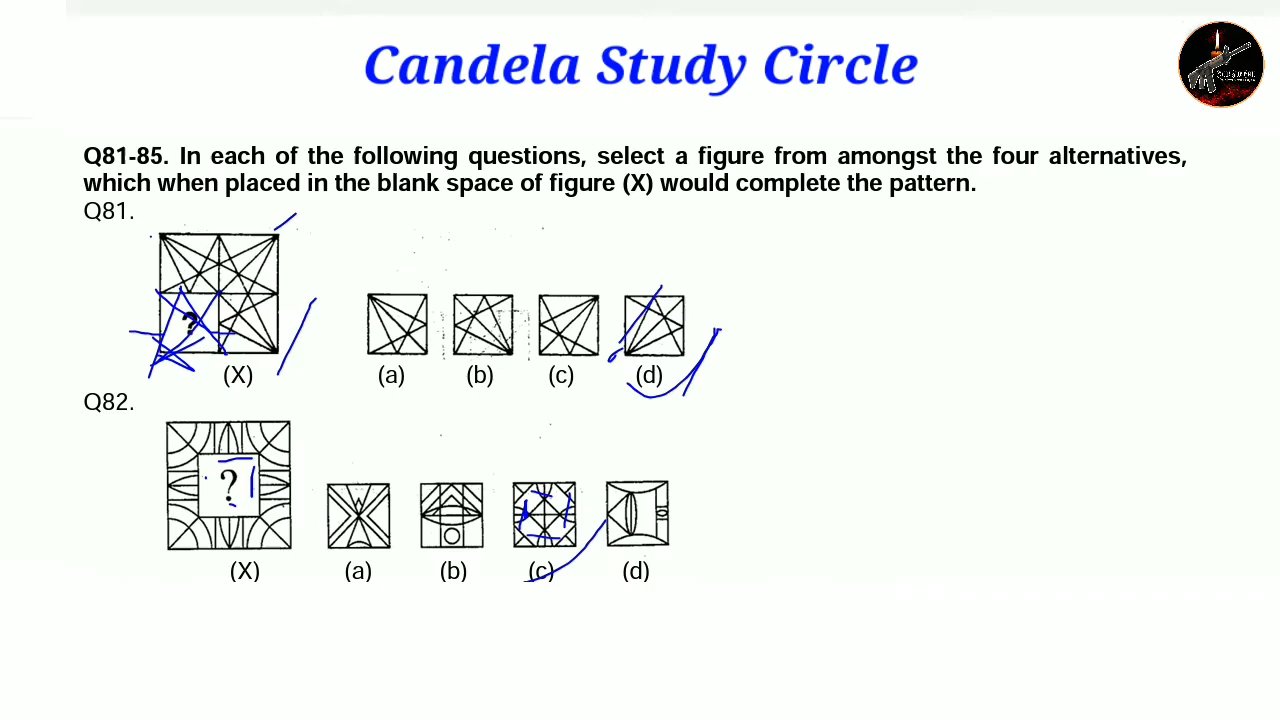 Candela Study Circle
Q81-85. In each of the following questions, select a figure from amongst the four alternatives,
which when placed in the blank space of figure (X) would complete the pattern.
Q81.
?
(X) (a) (b) (c) (d)
Q82.
?
(X) (a) (b) (c) (d)